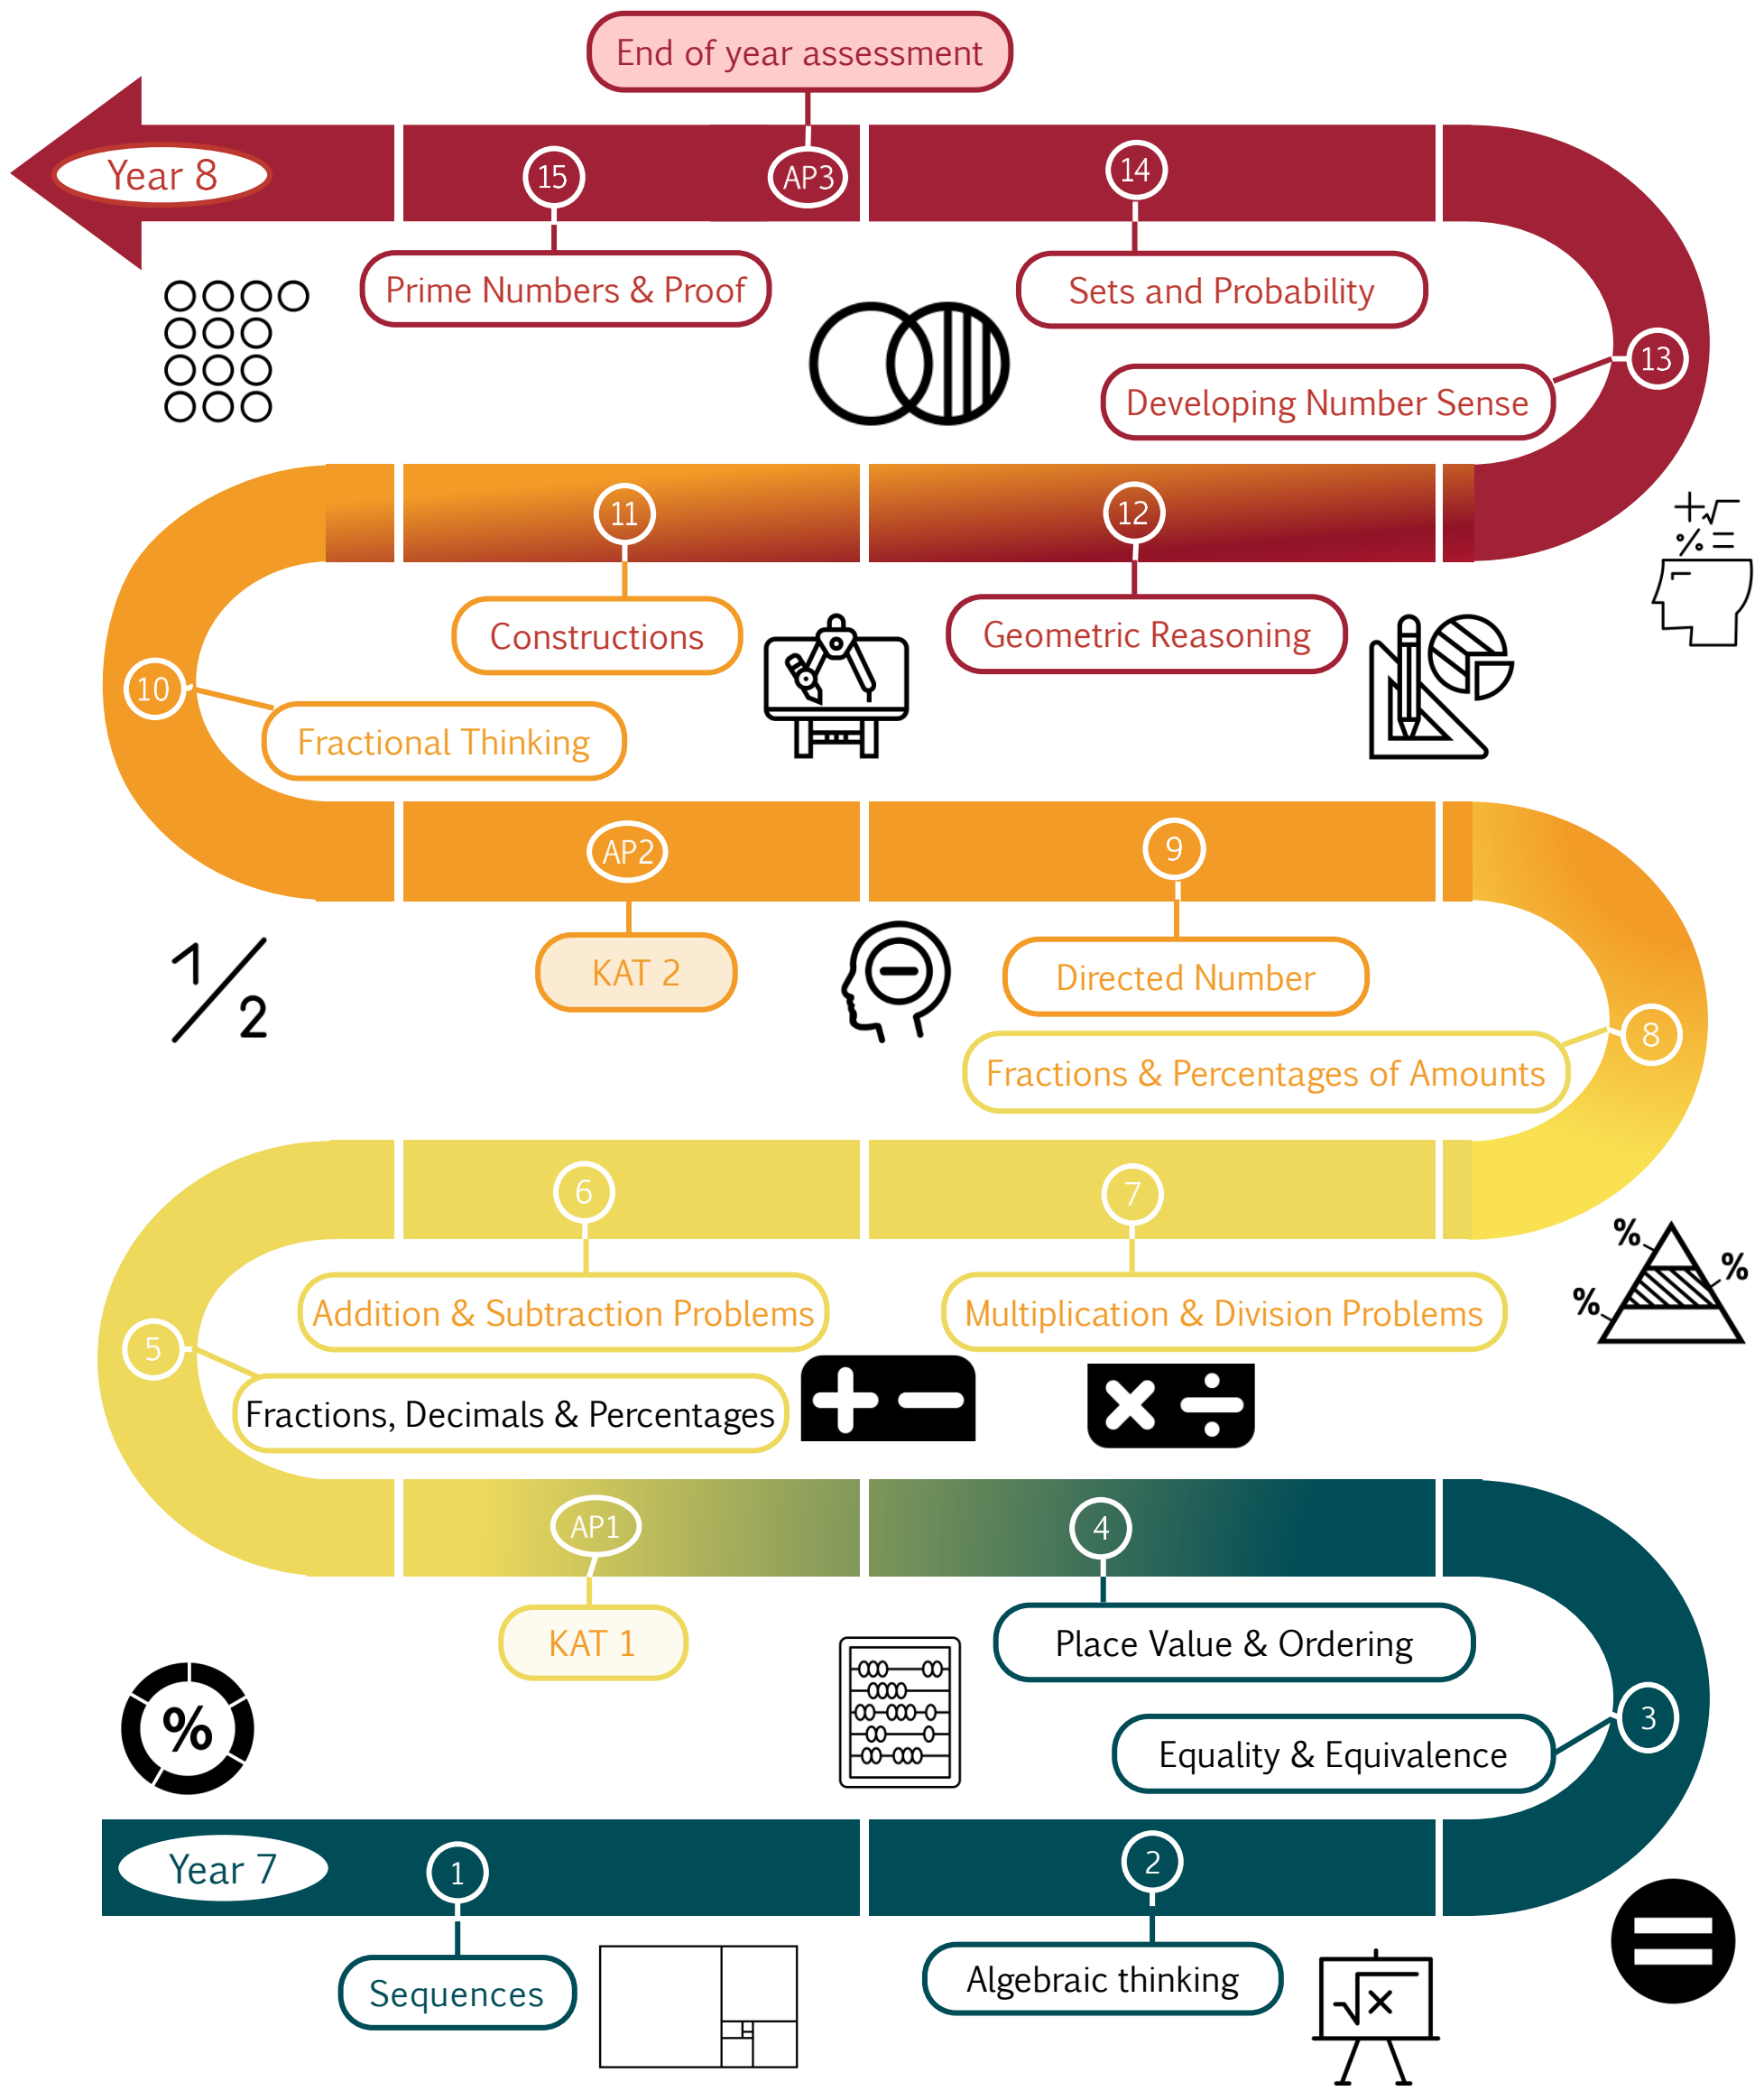 End of year assessment
Year 8
15
AP3
14
Prime Numbers & Proof
Sets and Probability
13
Developing Number Sense
11
12
+√
%=
Constructions
Geometric Reasoning
10
Fractional Thinking
AP2
9
1/2
KAT 2
Directed Number
8
Fractions & Percentages of Amounts
6
7
%
%
%
Addition & Subtraction Problems
Multiplication & Division Problems
5
+ −
× ÷
Fractions, Decimals & Percentages
AP1
4
KAT 1
Place Value & Ordering
%
3
Equality & Equivalence
Year 7
1
2
=
Sequences
Algebraic thinking
√x